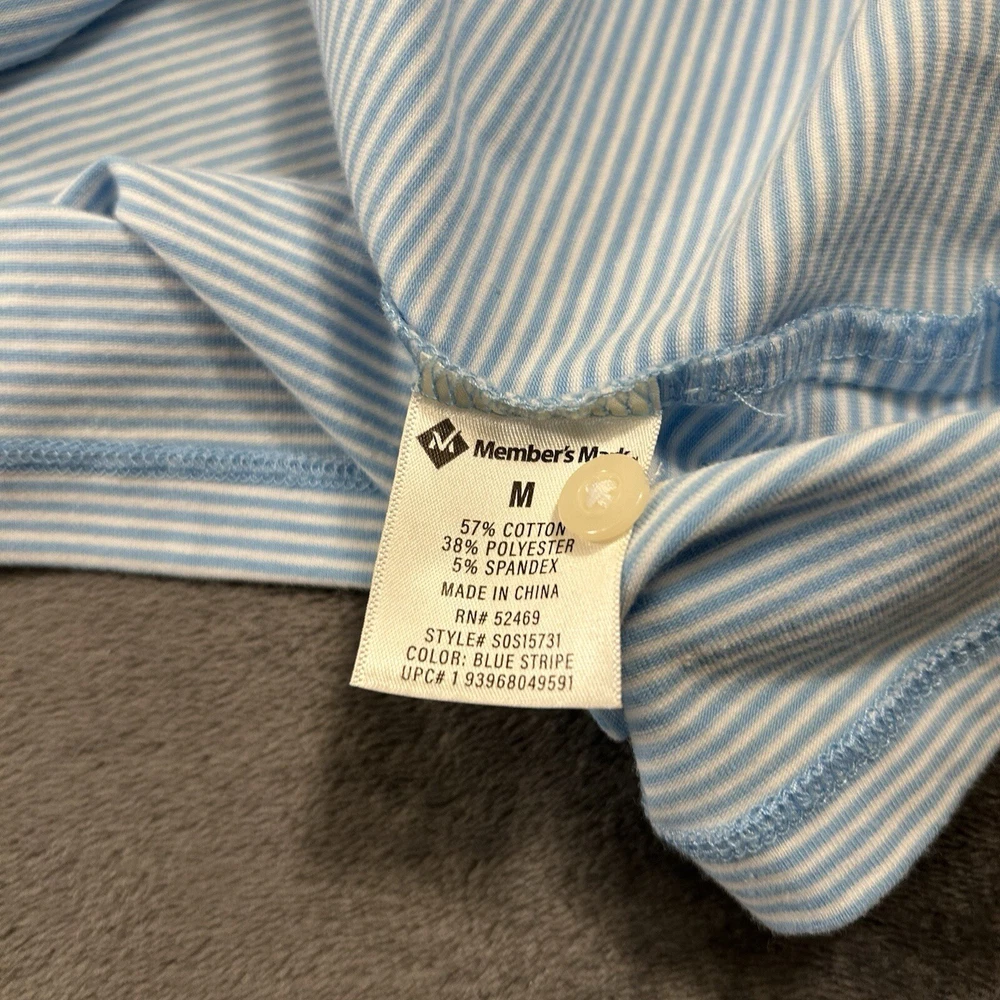 Member's Mark
M
57% COTTON
38% POLYESTER
5% SPANDEX
MADE IN CHINA
RN# 52469
STYLE# S0S15731
COLOR: BLUE STRIPE
UPC# 1 93968049591